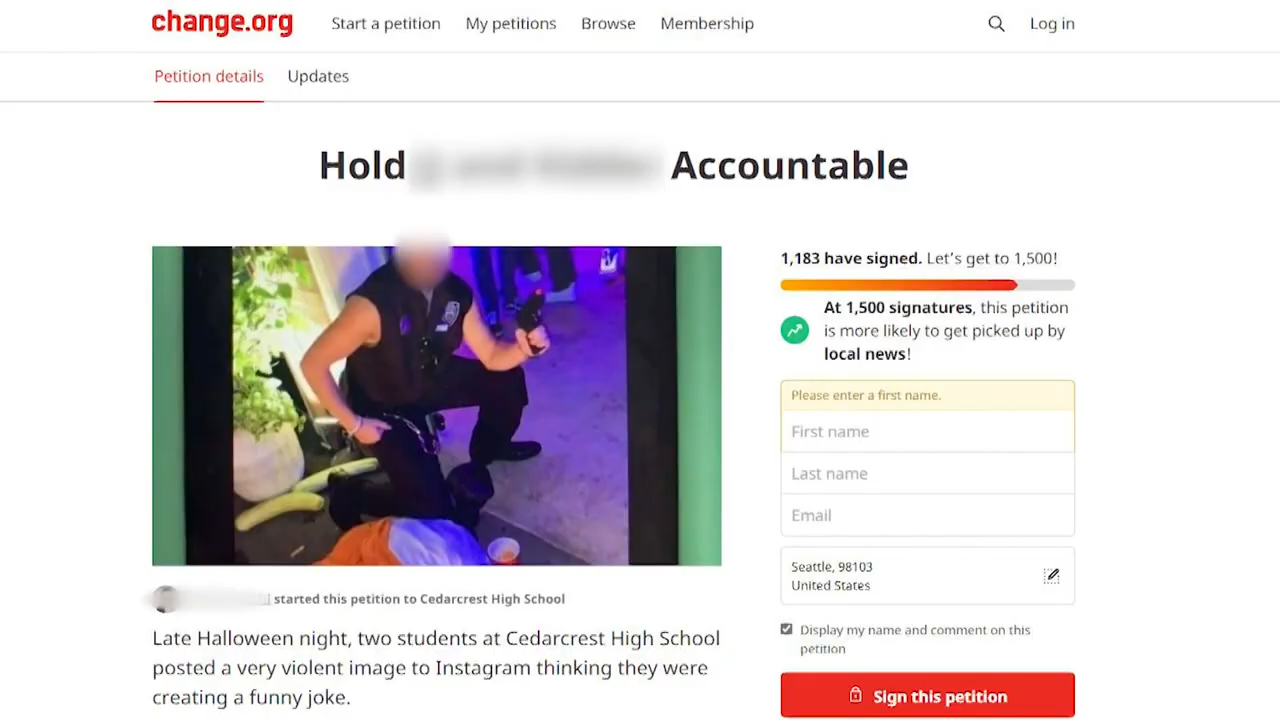 change.org Start a petition My petitions Browse Membership Log in
Petition details Updates
Hold Accountable
1,183 have signed. Let's get to 1,500!
At 1,500 signatures, this petition
is more likely to get picked up by
local news!
Please enter a first name.
First name
Last name
Email
Seattle, 98103
United States
Display my name and comment on this
petition
Sign this petition
started this petition to Cedarcrest High School
Late Halloween night, two students at Cedarcrest High School
posted a very violent image to Instagram thinking they were
creating a funny joke.